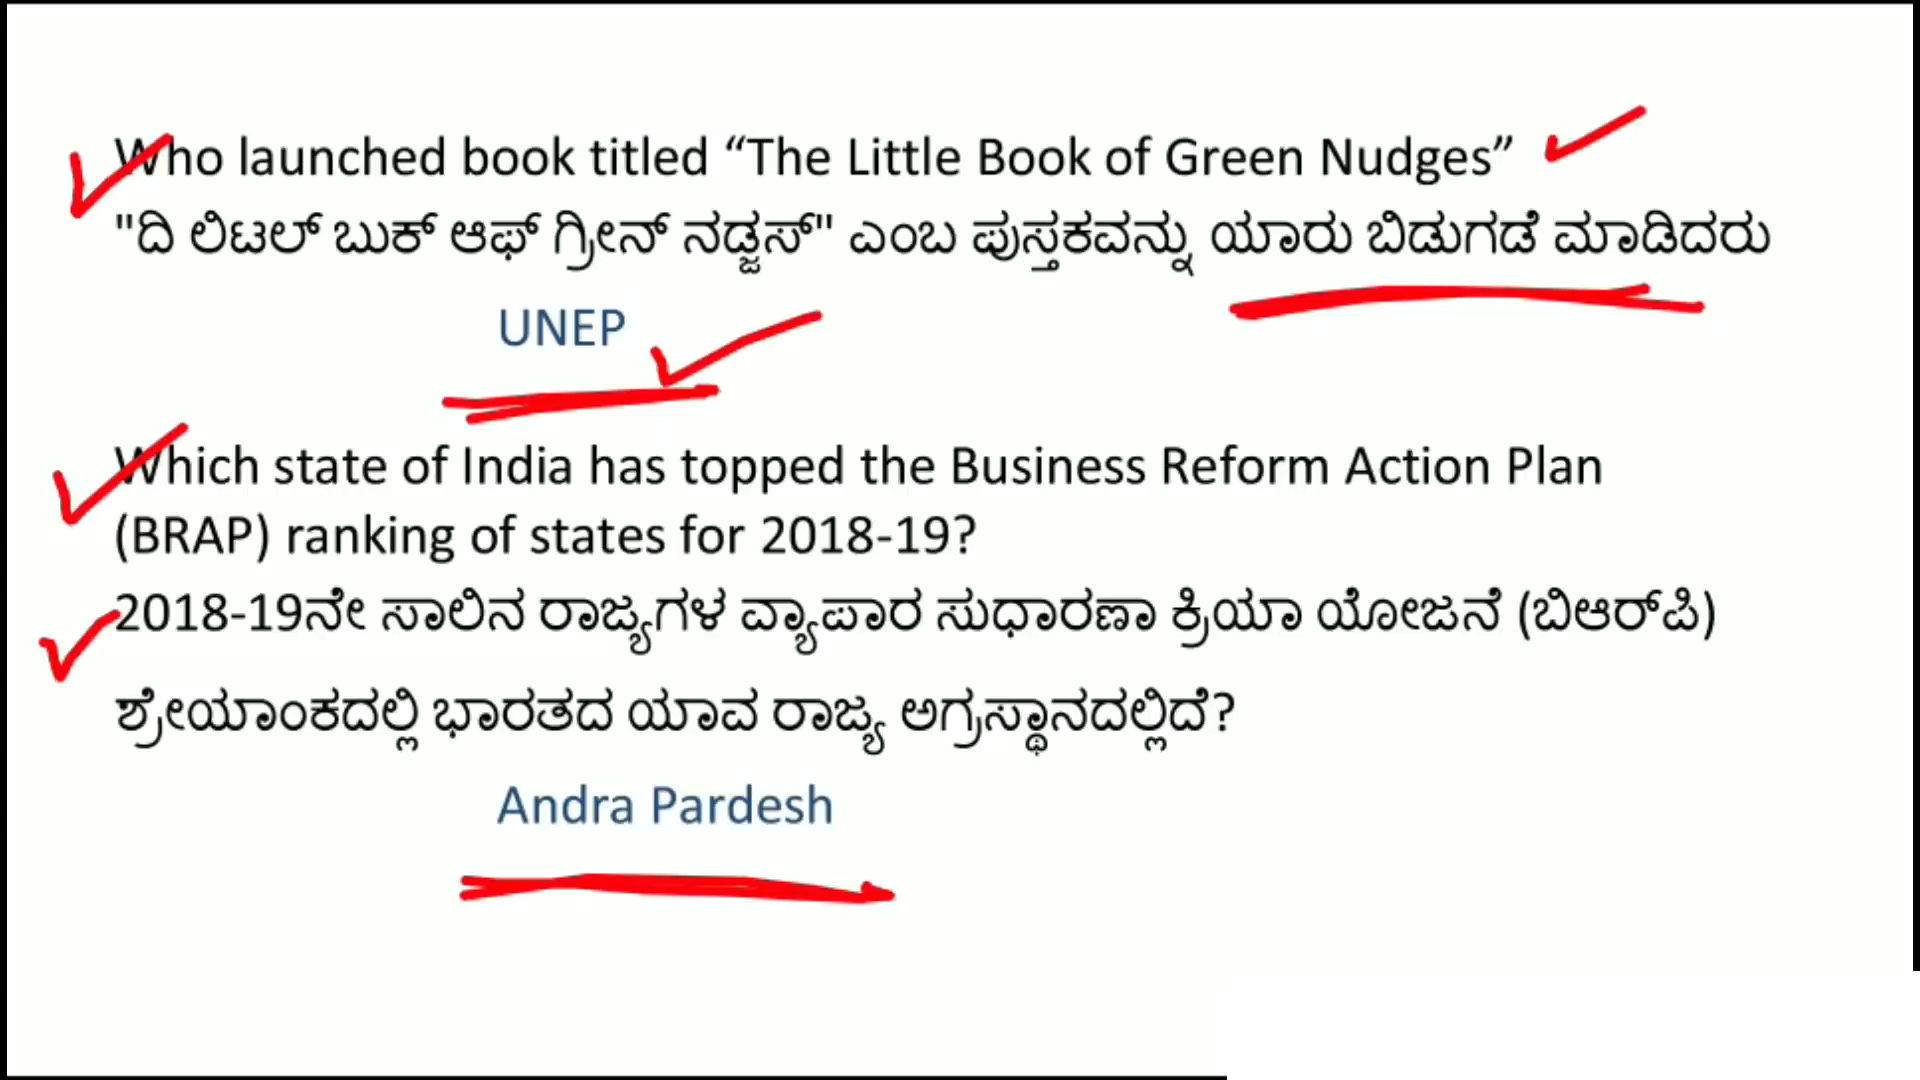 Who launched book titled “The Little Book of Green Nudges”
"ದಿ ಲಿಟಲ್ ಬುಕ್ ಆಫ್ ಗ್ರೀನ್ ನಡ್ಜಸ್" ಎಂಬ ಪುಸ್ತಕವನ್ನು ಯಾರು ಬಿಡುಗಡೆ ಮಾಡಿದರು
UNEP
Which state of India has topped the Business Reform Action Plan
(BRAP) ranking of states for 2018-19?
2018-19ನೇ ಸಾಲಿನ ರಾಜ್ಯಗಳ ವ್ಯಾಪಾರ ಸುಧಾರಣಾ ಕ್ರಿಯಾ ಯೋಜನೆ (ಬಿಆರ್‌ಪಿ)
ಶ್ರೇಯಾಂಕದಲ್ಲಿ ಭಾರತದ ಯಾವ ರಾಜ್ಯ ಅಗ್ರಸ್ಥಾನದಲ್ಲಿದೆ?
Andra Pardesh